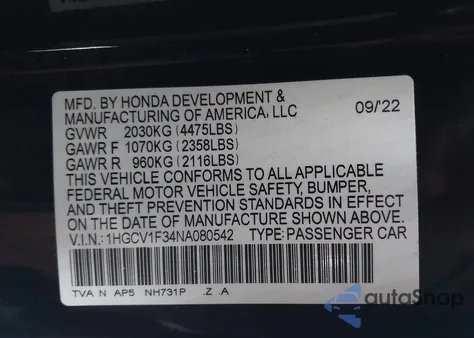 MFD. BY HONDA DEVELOPMENT &
MANUFACTURING OF AMERICA, LLC 09/'22
GVWR 2030KG (4475LBS)
GAWR F 1070KG (2358LBS)
GAWR R 960KG (2116LBS)
THIS VEHICLE CONFORMS TO ALL APPLICABLE
FEDERAL MOTOR VEHICLE SAFETY, BUMPER,
AND THEFT PREVENTION STANDARDS IN EFFECT
ON THE DATE OF MANUFACTURE SHOWN ABOVE.
V.I.N.: 1HGCV1F34NA080542 TYPE: PASSENGER CAR
TVA N AP5 NH731P .Z .A
autoSnap